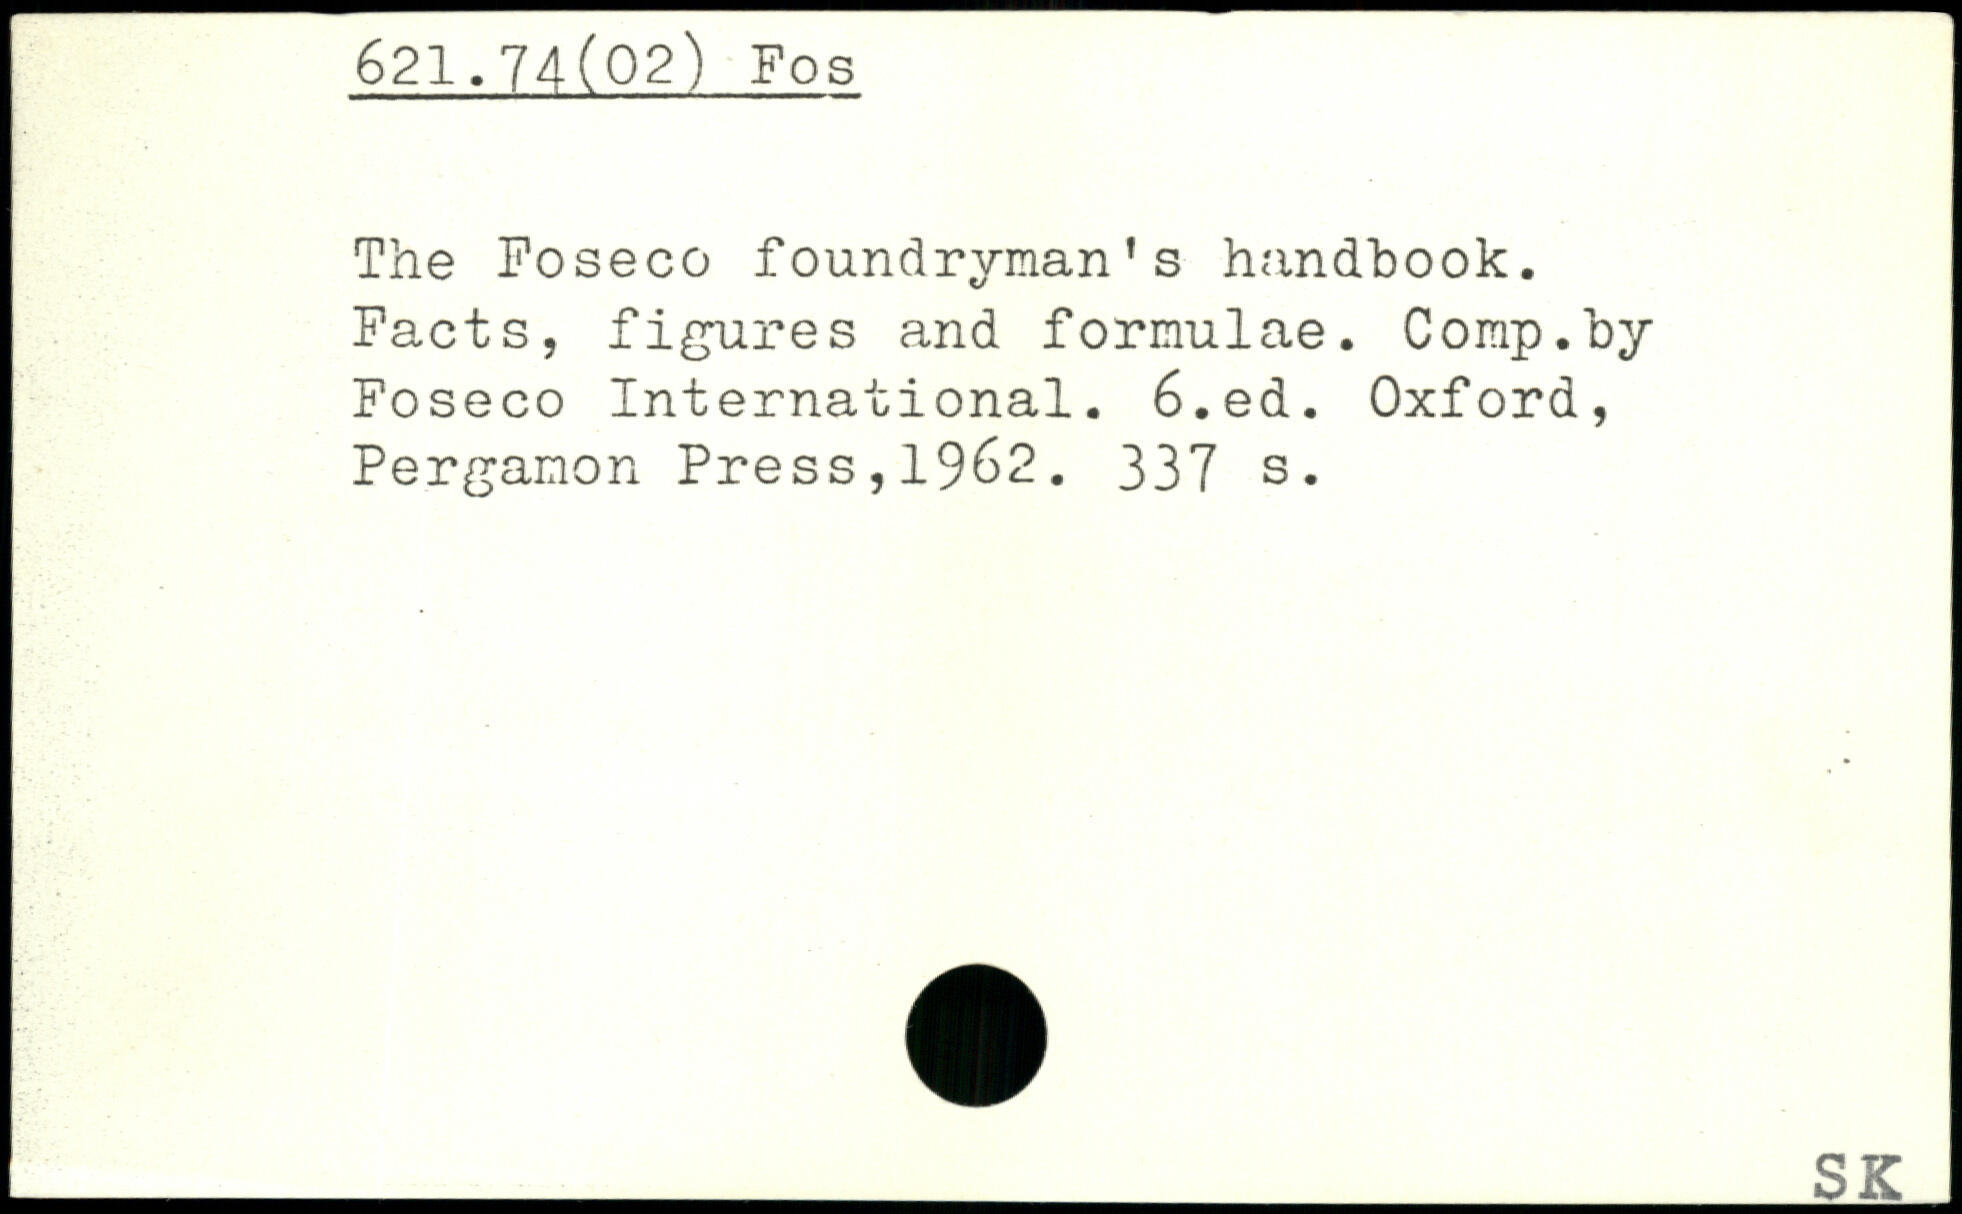 621.74(02) Fos
The Foseco foundryman's handbook.
Facts, figures and formulae. Comp.by
Foseco International. 6.ed. Oxford,
Pergamon Press,1962. 337 s.
SK